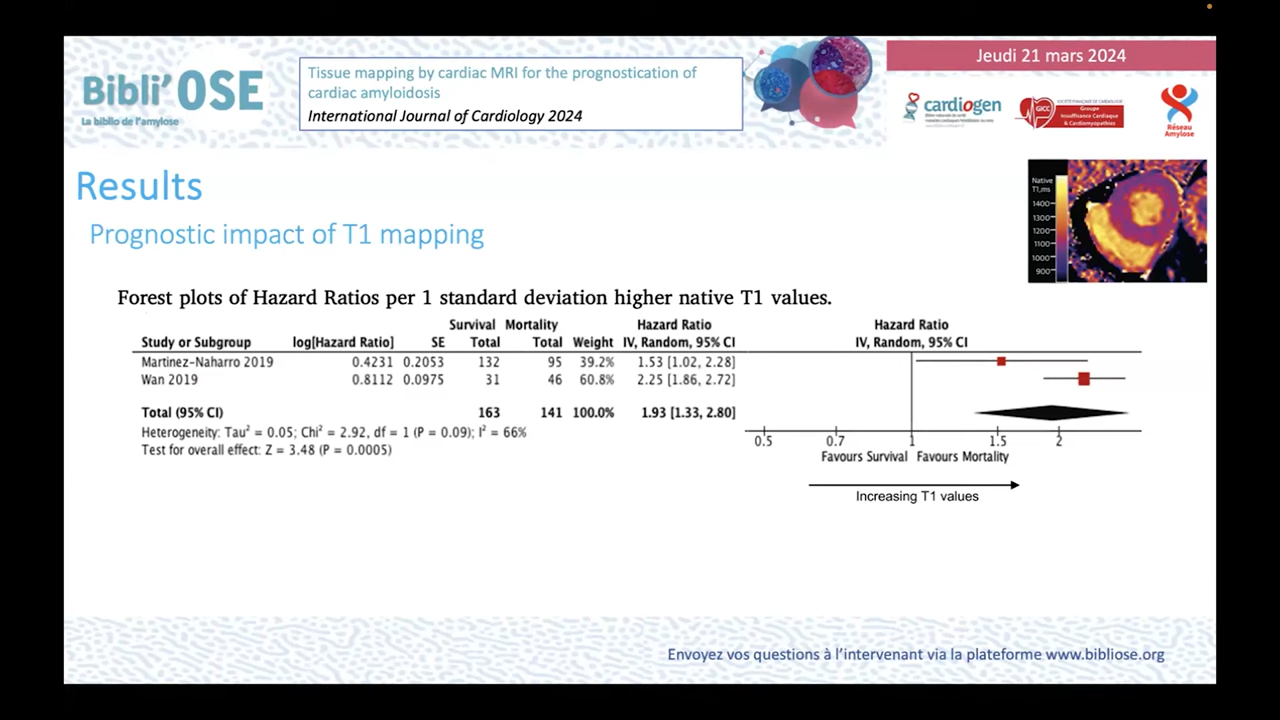 Bibli'OSE
La biblio de l'amylose
Tissue mapping by cardiac MRI for the prognostication of
cardiac amyloidosis
International Journal of Cardiology 2024
Jeudi 21 mars 2024
cardiogen
SOCIÉTÉ FRANÇAISE DE CARDIOLOGIE
GICC
Groupe
Insuffisance Cardiaque
& Cardiomyopathies
Réseau
Amylose
Results
Prognostic impact of T1 mapping
Native
T1,ms
1400
1300
1200
1100
1000
900
Forest plots of Hazard Ratios per 1 standard deviation higher native T1 values.
Survival Mortality Hazard Ratio Hazard Ratio
Study or Subgroup log[Hazard Ratio] SE Total Total Weight IV, Random, 95% CI IV, Random, 95% CI
Martinez-Naharro 2019 0.4231 0.2053 132 95 39.2% 1.53 [1.02, 2.28]
Wan 2019 0.8112 0.0975 31 46 60.8% 2.25 [1.86, 2.72]
Total (95% CI) 163 141 100.0% 1.93 [1.33, 2.80]
Heterogeneity: Tau² = 0.05; Chi² = 2.92, df = 1 (P = 0.09); I² = 66%
Test for overall effect: Z = 3.48 (P = 0.0005)
0.5 0.7 1 1.5 2
Favours Survival Favours Mortality
Increasing T1 values
Envoyez vos questions à l'intervenant via la plateforme www.bibliose.org